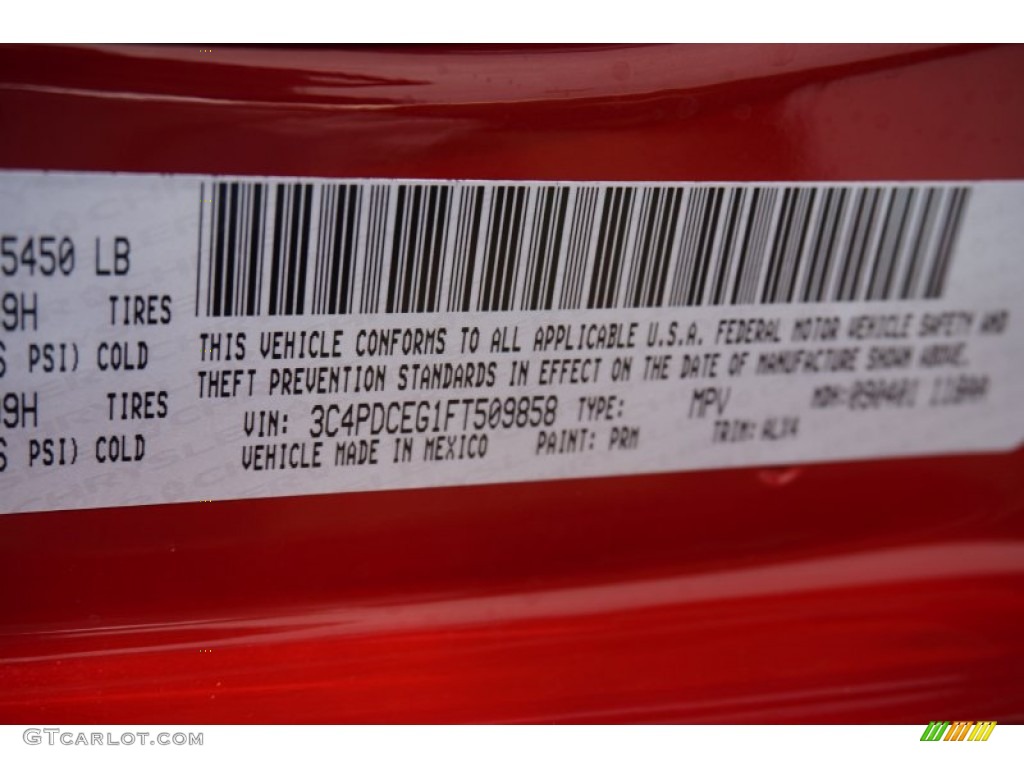 5450 LB
9H TIRES
PSI) COLD
9H TIRES
PSI) COLD
THIS VEHICLE CONFORMS TO ALL APPLICABLE U.S.A. FEDERAL MOTOR VEHICLE SAFETY AND
THEFT PREVENTION STANDARDS IN EFFECT ON THE DATE OF MANUFACTURE SHOWN ABOVE.
VIN: 3C4PDCEG1FT509858 TYPE: MPV MDH:
VEHICLE MADE IN MEXICO PAINT: PRM TRIM:
GTCarlot.com